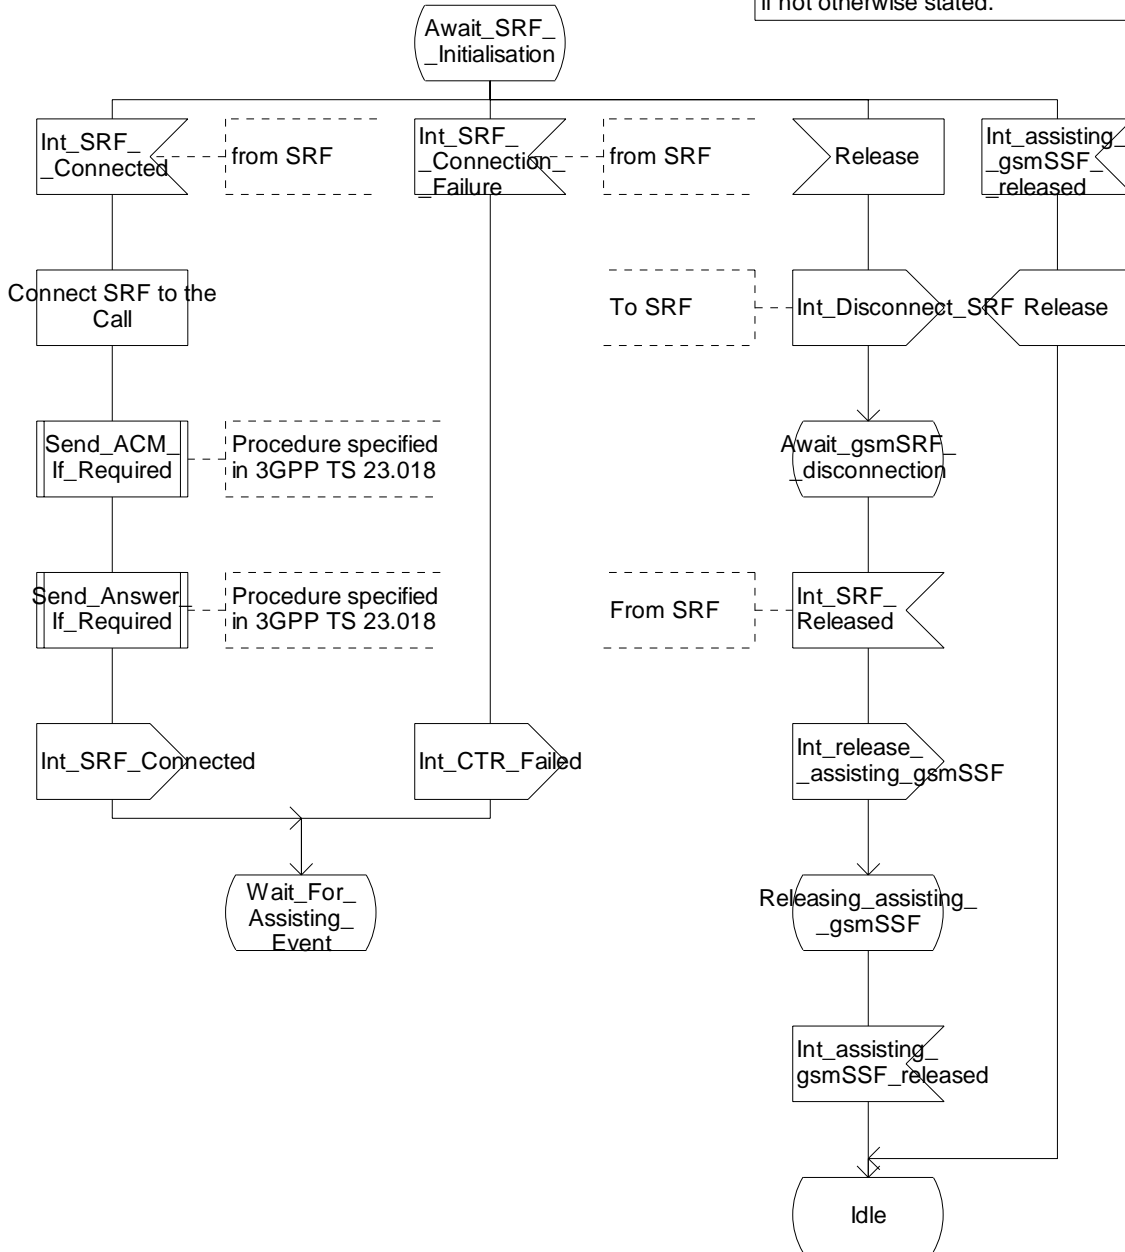 if not otherwise stated.
Await_SRF_
_Initialisation
Int_SRF_
_Connected
from SRF
Int_SRF_
_Connection_
_Failure
from SRF
Release
Int_assisting_
_gsmSSF_
_released
Connect SRF to the
Call
To SRF
Int_Disconnect_SRF
Release
Send_ACM_
If_Required
Procedure specified
in 3GPP TS 23.018
Await_gsmSRF_
_disconnection
Send_Answer_
If_Required
Procedure specified
in 3GPP TS 23.018
From SRF
Int_SRF_
Released
Int_SRF_Connected
Int_CTR_Failed
Int_release_
_assisting_gsmSSF
Wait_For_
Assisting_
Event
Releasing_assisting_
_gsmSSF
Int_assisting_
gsmSSF_released
Idle